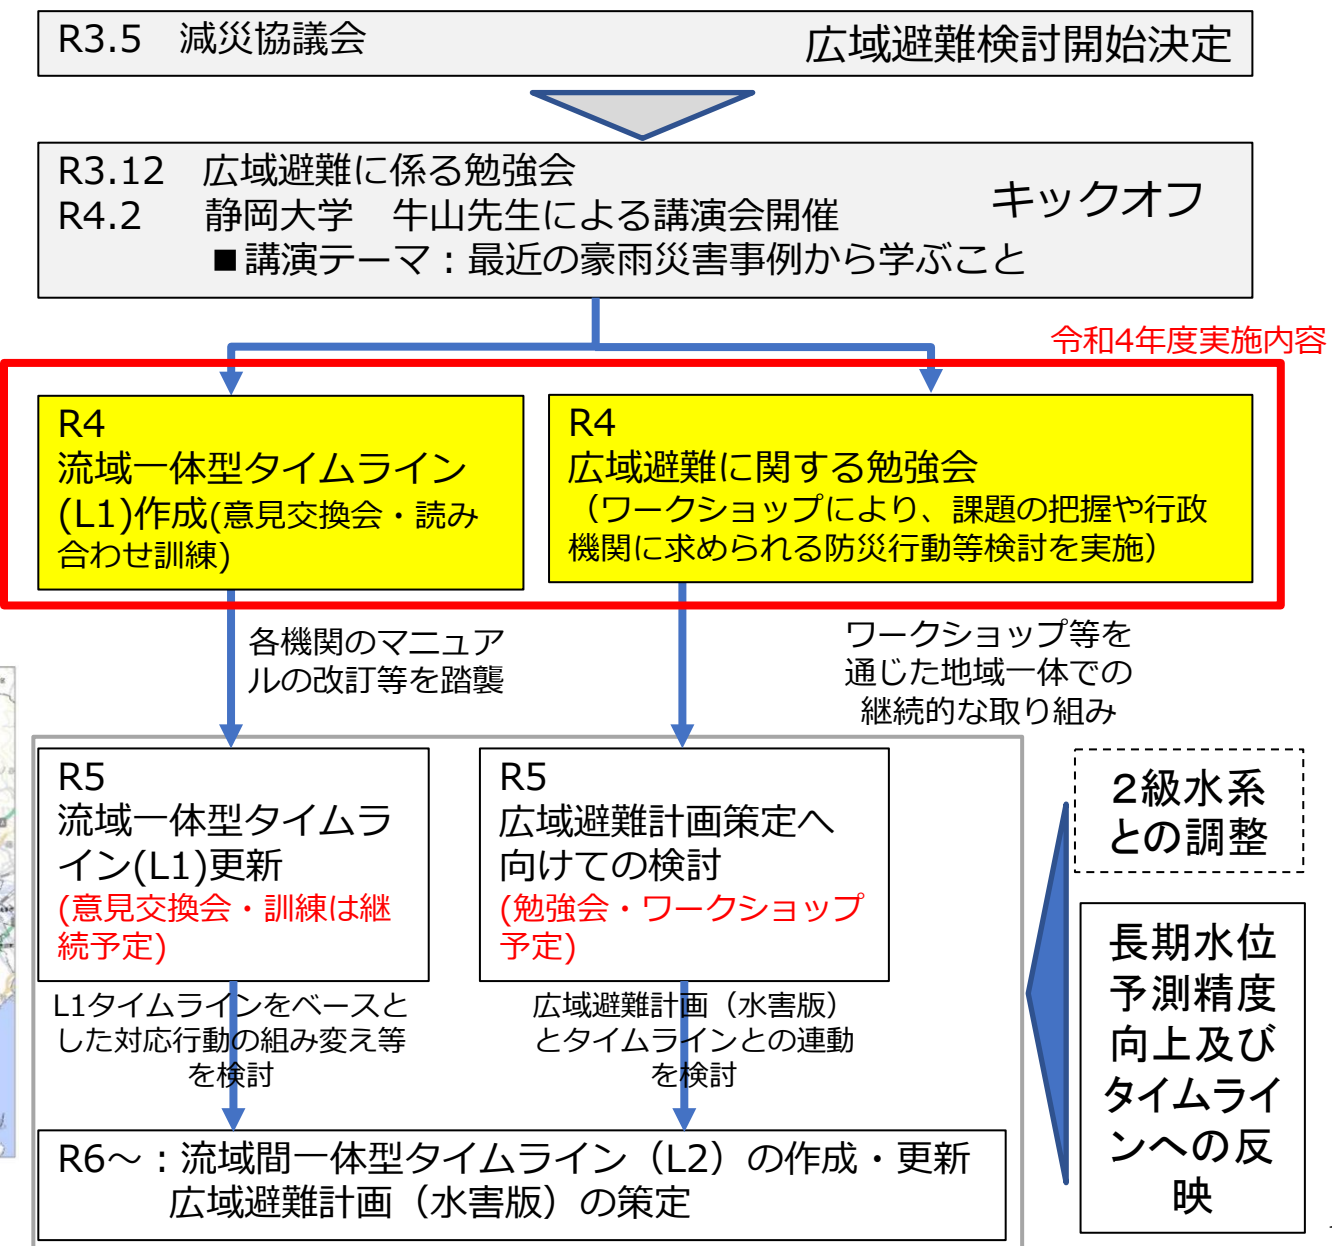 R3.5 減災協議会 広域避難検討開始決定
R3.12 広域避難に係る勉強会
R4.2 静岡大学 牛山先生による講演会開催
キックオフ
■講演テーマ：最近の豪雨災害事例から学ぶこと
令和4年度実施内容
R4
流域一体型タイムライン
(L1)作成(意見交換会・読み
合わせ訓練)
R4
広域避難に関する勉強会
（ワークショップにより、課題の把握や行政
機関に求められる防災行動等検討を実施）
各機関のマニュア
ルの改訂等を踏襲
ワークショップ等を
通じた地域一体での
継続的な取り組み
R5
流域一体型タイムラ
イン(L1)更新
(意見交換会・訓練は継
続予定)
R5
広域避難計画策定へ
向けての検討
(勉強会・ワークショップ
予定)
２級水系
との調整
長期水位
予測精度
向上及び
タイムライ
ンへの反
映
L1タイムラインをベースと
した対応行動の組み変え等
を検討
広域避難計画（水害版）
とタイムラインとの連動
を検討
R6～：流域間一体型タイムライン（L2）の作成・更新
広域避難計画（水害版）の策定